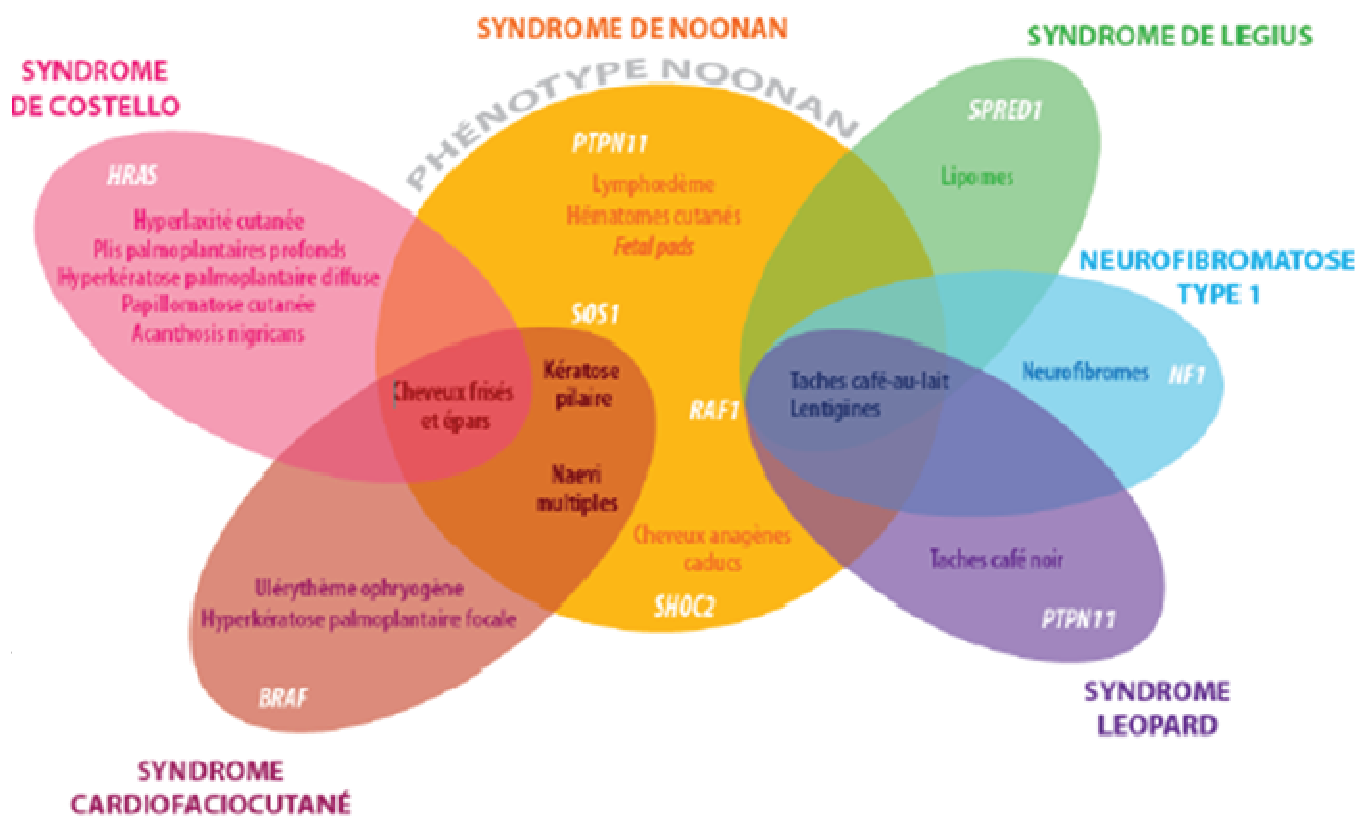 SYNDROME DE NOONAN
PHÉNOTYPE NOONAN
SYNDROME DE LEGIUS
SYNDROME
DE COSTELLO
HRAS
Hyperlaxité cutanée
Plis palmoplantaires profonds
Hyperkératose palmoplantaire diffuse
Papillomatose cutanée
Acanthosis nigricans
PTPN11
Lymphœdème
Hématomes cutanés
Fetal pads
SOS1
Kératose
pilaire
Cheveux frisés
et épars
Naevi
multiples
RAF1
Cheveux anagènes
caducs
SHOC2
SPRED1
Lipomes
NEUROFIBROMATOSE
TYPE 1
Taches café-au-lait
Lentigines
Neurofibromes
NF1
Taches café noir
PTPN11
SYNDROME
LEOPARD
Ulérythème ophryogène
Hyperkératose palmoplantaire focale
BRAF
SYNDROME
CARDIOFACIOCUTANÉ